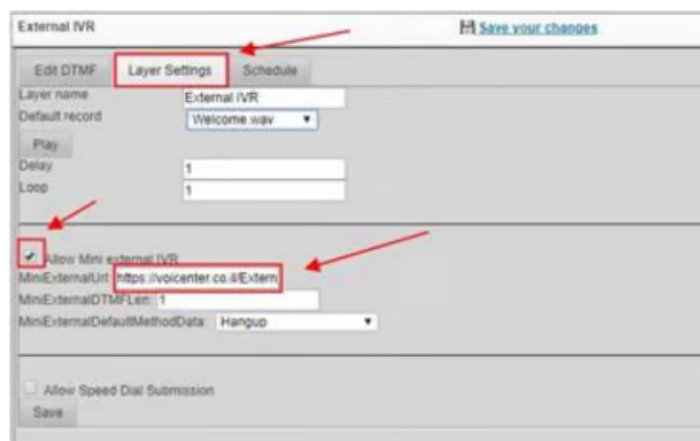 External IVR
Save your changes
Edit DTMF Layer Settings Schedule
Layer name External IVR
Default record Welcome.wav
Play
Delay 1
Loop 1
Allow Mini external IVR
MiniExternalUrl: https://voicenter.co.il/Extern
MiniExternalDTMFLen: 1
MiniExternalDefaultMethodData: Hangup
Allow Speed Dial Submission
Save